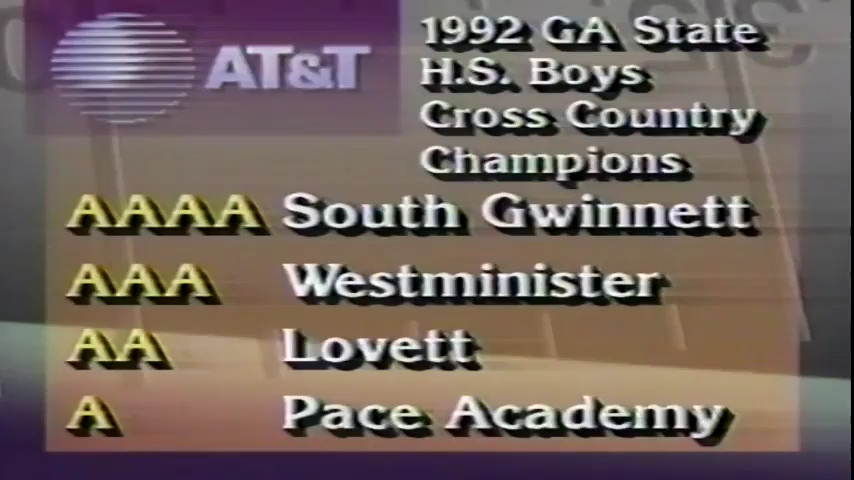 AT&T
1992 GA State
H.S. Boys
Cross Country
Champions
AAAA South Gwinnett
AAA Westminister
AA Lovett
A Pace Academy